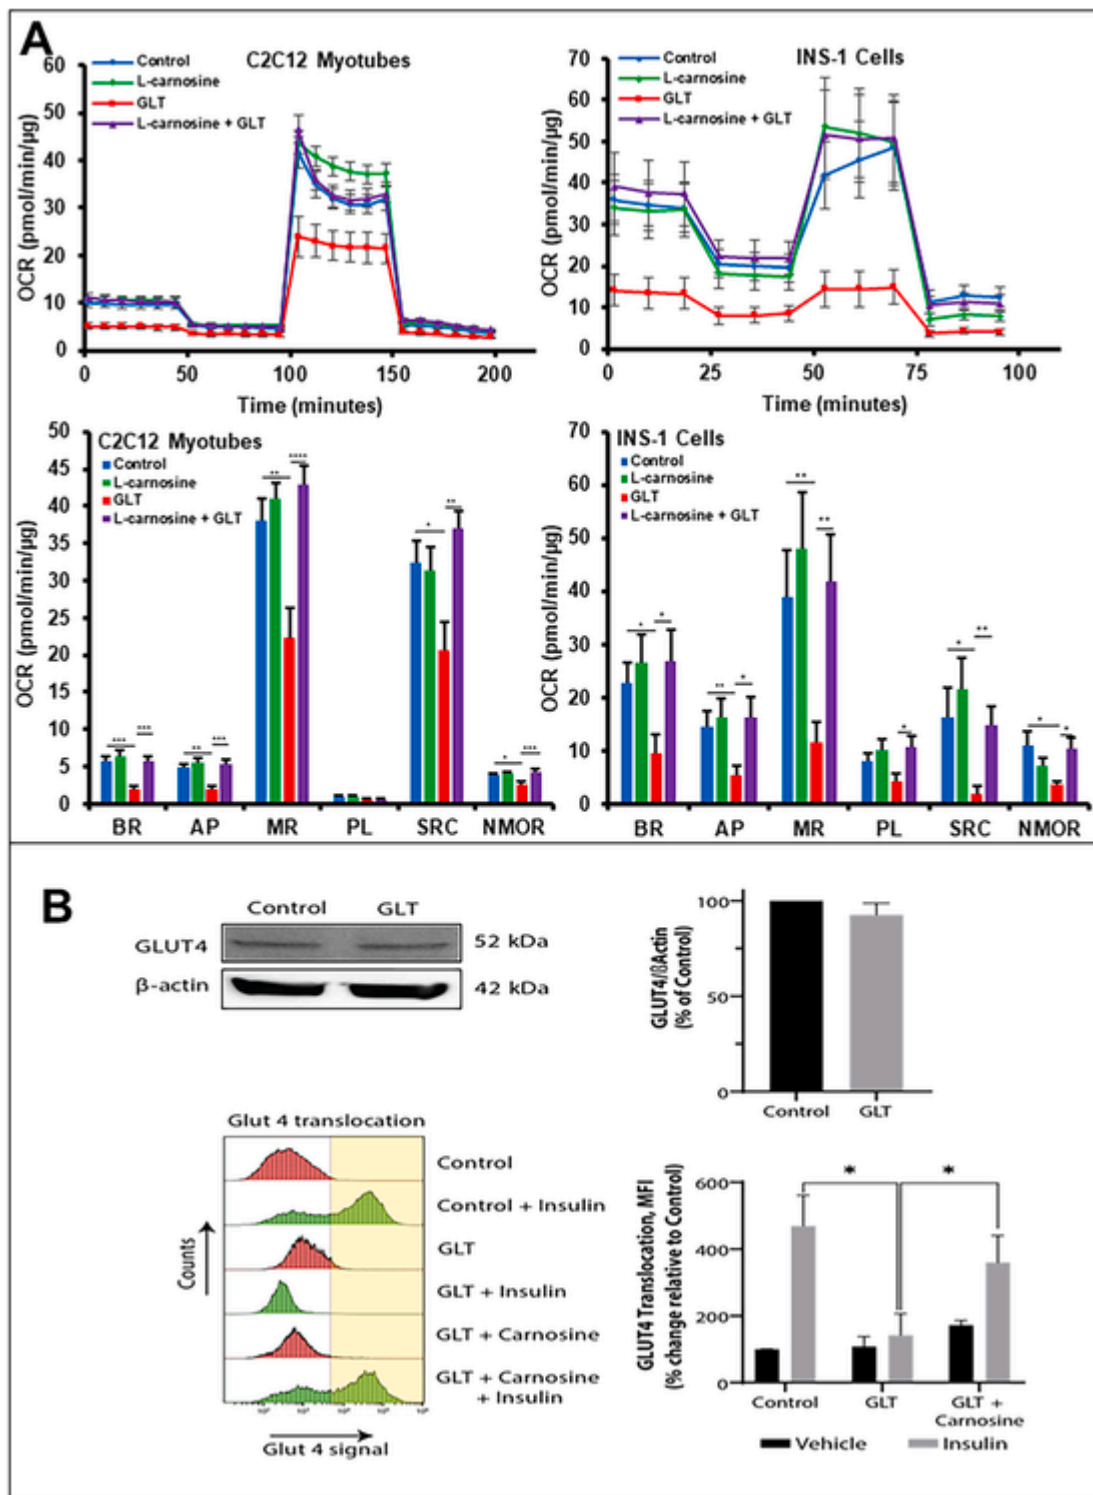 A
C2C12 Myotubes
Control
L-carnosine
GLT
L-carnosine + GLT
OCR (pmol/min/μg)
60
50
40
30
20
10
0
0 50 100 150 200
Time (minutes)
INS-1 Cells
Control
L-carnosine
GLT
L-carnosine + GLT
OCR (pmol/min/μg)
70
60
50
40
30
20
10
0
0 25 50 75 100
Time (minutes)
C2C12 Myotubes
Control
L-carnosine
GLT
L-carnosine + GLT
OCR (pmol/min/μg)
50
45
40
35
30
25
20
15
10
5
0
*** *** ** *** ** **** * ** * ***
BR AP MR PL SRC NMOR
INS-1 Cells
Control
L-carnosine
GLT
L-carnosine + GLT
OCR (pmol/min/μg)
70
60
50
40
30
20
10
0
* * ** * ** ** * * ** * *
BR AP MR PL SRC NMOR
B
Control GLT
GLUT4 52 kDa
β-actin 42 kDa
GLUT4/βActin
(% of Control)
100
50
0
Control GLT
Glut 4 translocation
Control
Control + Insulin
GLT
GLT + Insulin
GLT + Carnosine
GLT + Carnosine
+ Insulin
Counts
Glut 4 signal
GLUT4 Translocation, MFI
(% change relative to Control)
600
400
200
0
* *
Control GLT GLT +
Carnosine
Vehicle Insulin